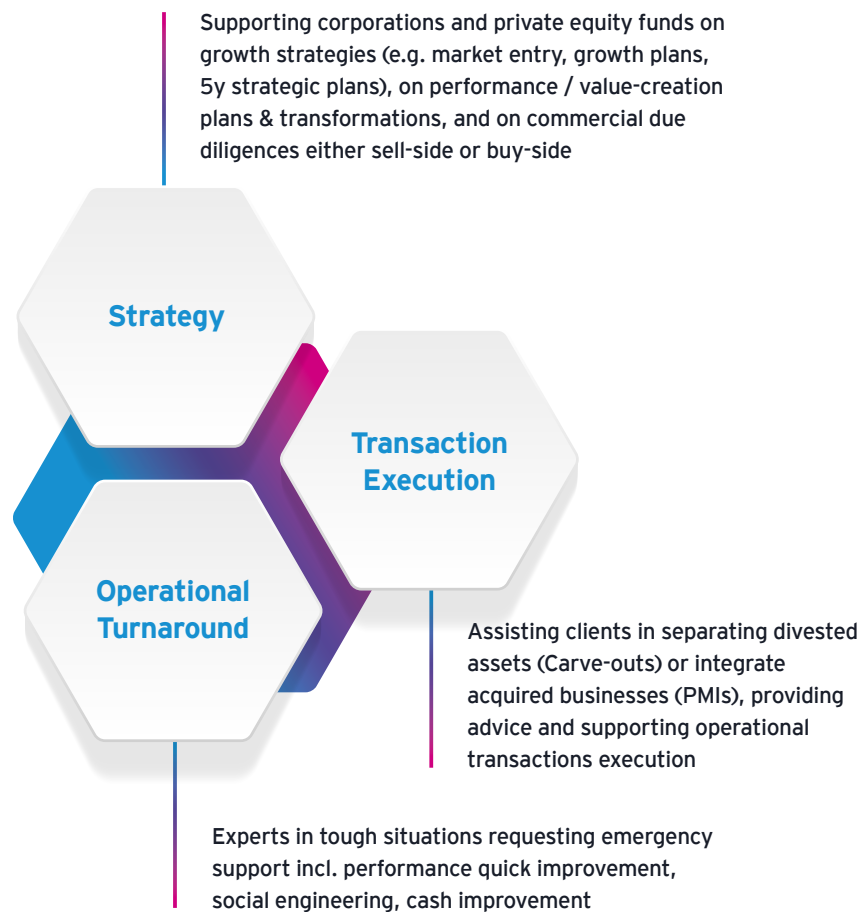 Supporting corporations and private equity funds on
growth strategies (e.g. market entry, growth plans,
5y strategic plans), on performance / value-creation
plans & transformations, and on commercial due
diligences either sell-side or buy-side
Strategy
Transaction
Execution
Operational
Turnaround
Assisting clients in separating divested
assets (Carve-outs) or integrate
acquired businesses (PMIs), providing
advice and supporting operational
transactions execution
Experts in tough situations requesting emergency
support incl. performance quick improvement,
social engineering, cash improvement